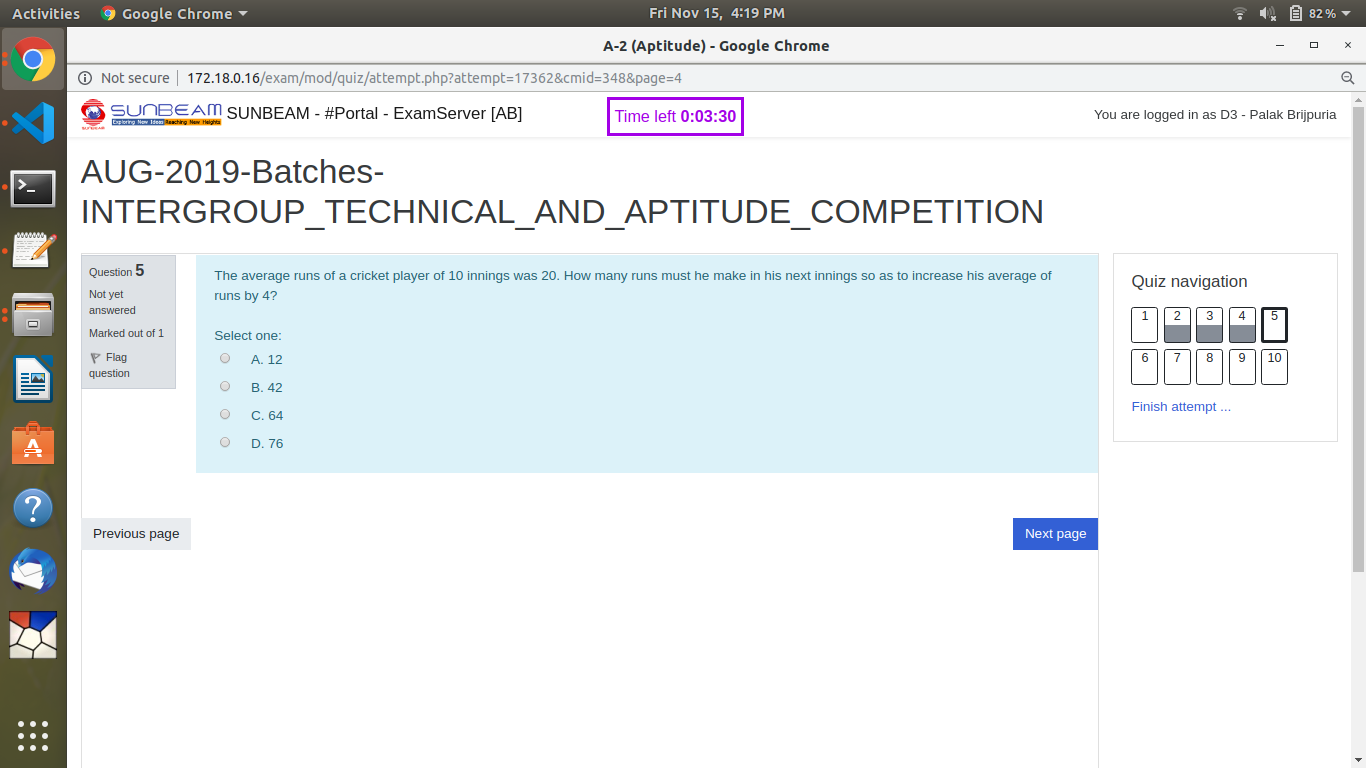 Activities
Google Chrome
Fri Nov 15, 4:19 PM
82 %
A-2 (Aptitude) - Google Chrome
Not secure
172.18.0.16/exam/mod/quiz/attempt.php?attempt=17362&cmid=348&page=4
SUNBEAM
Exploring New Ideas Reaching New Heights
SUNBEAM
SUNBEAM - #Portal - ExamServer [AB]
Time left 0:03:30
You are logged in as D3 - Palak Brijpuria
AUG-2019-Batches-
INTERGROUP_TECHNICAL_AND_APTITUDE_COMPETITION
Question 5
Not yet
answered
Marked out of 1
Flag
question
The average runs of a cricket player of 10 innings was 20. How many runs must he make in his next innings so as to increase his average of
runs by 4?
Select one:
A. 12
B. 42
C. 64
D. 76
Previous page
Next page
Quiz navigation
1 2 3 4 5
6 7 8 9 10
Finish attempt ...